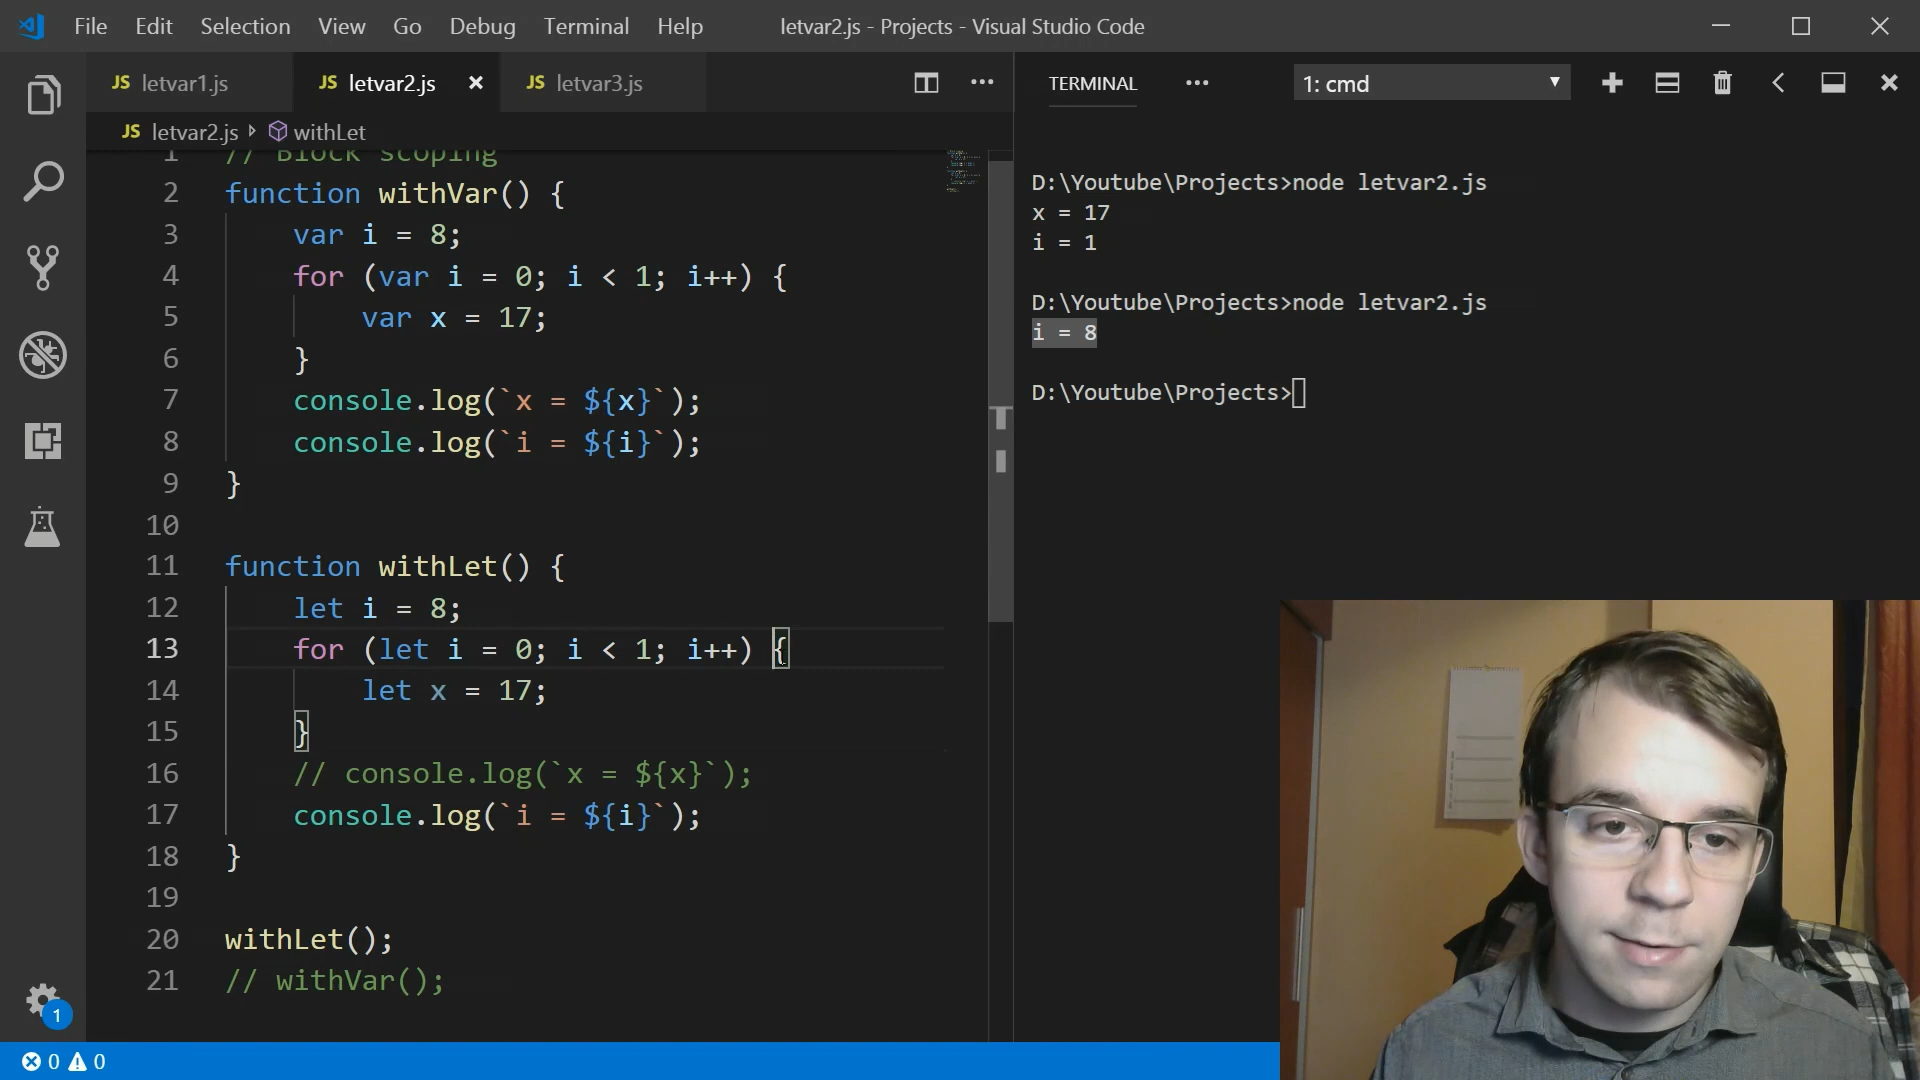 File Edit Selection View Go Debug Terminal Help letvar2.js - Projects - Visual Studio Code
JS letvar1.js JS letvar2.js JS letvar3.js
JS letvar2.js withLet
1 // Block scoping
2 function withVar() {
3 var i = 8;
4 for (var i = 0; i < 1; i++) {
5 var x = 17;
6 }
7 console.log(`x = ${x}`);
8 console.log(`i = ${i}`);
9 }
10
11 function withLet() {
12 let i = 8;
13 for (let i = 0; i < 1; i++) {
14 let x = 17;
15 }
16 // console.log(`x = ${x}`);
17 console.log(`i = ${i}`);
18 }
19
20 withLet();
21 // withVar();
1
0 0
TERMINAL 1: cmd
D:\Youtube\Projects>node letvar2.js
x = 17
i = 1
D:\Youtube\Projects>node letvar2.js
i = 8
D:\Youtube\Projects>